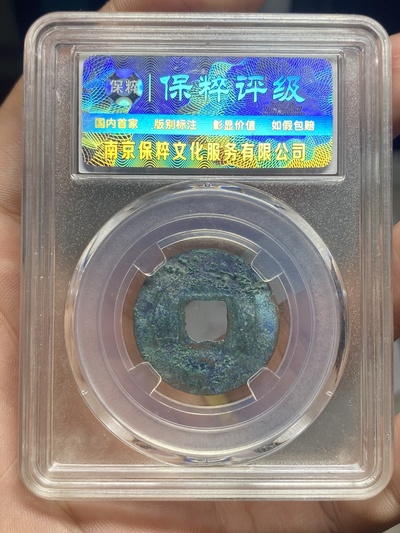 保粹 保粹评级
国内首家 版别标注 彰显价值 如假包赔
南京保粹文化服务有限公司